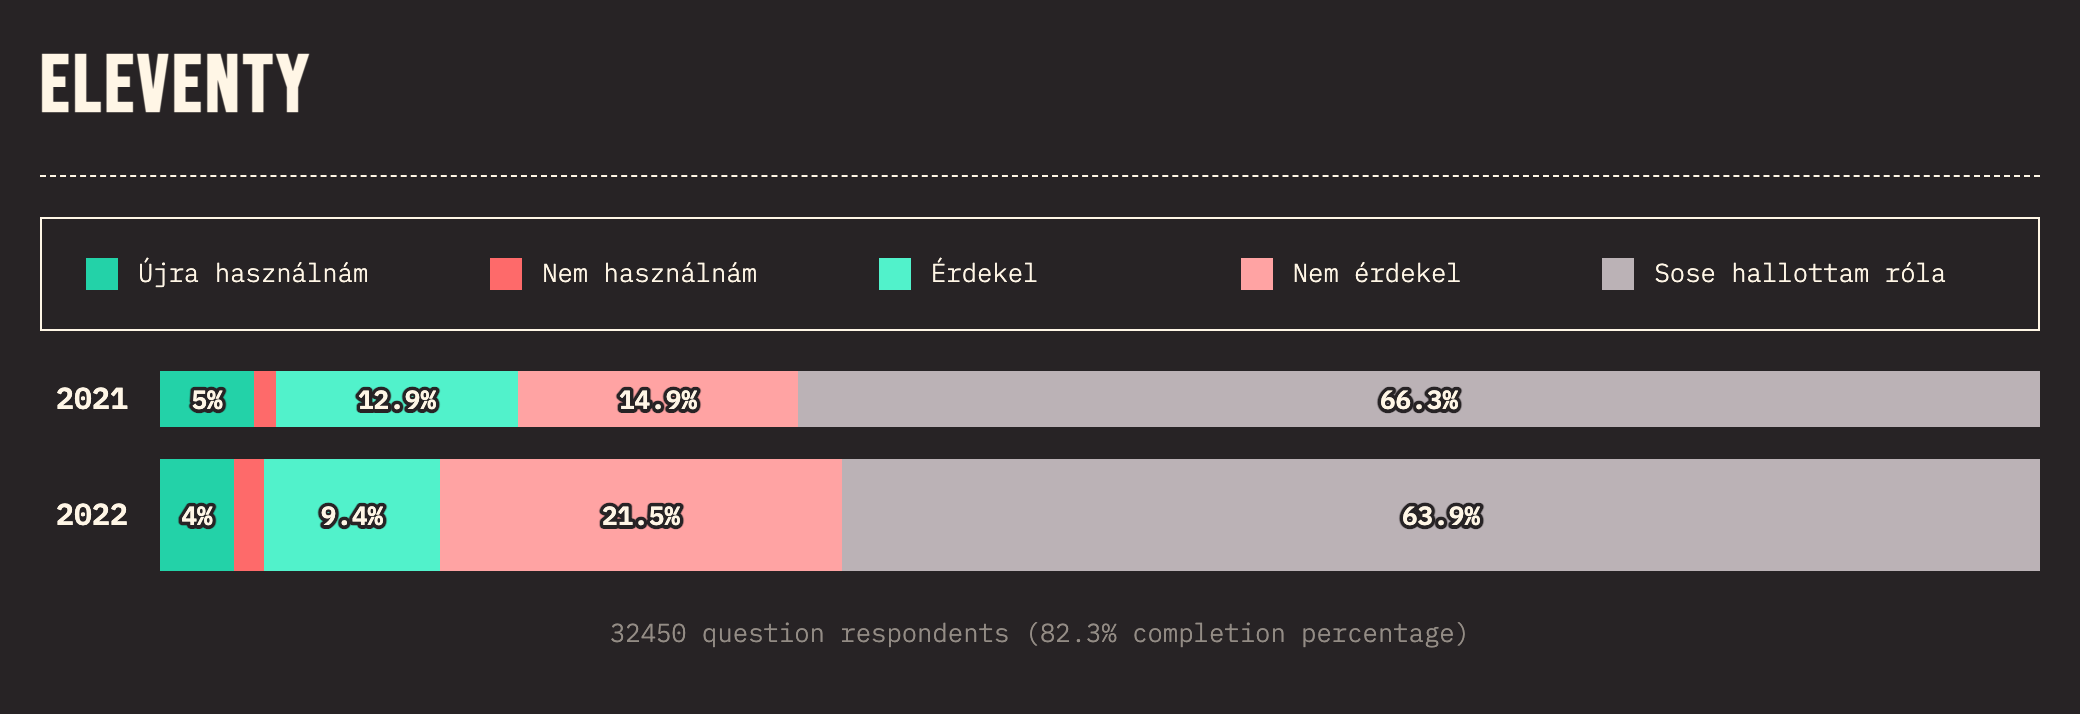 ELEVENTY
Újra használnám Nem használnám Érdekel Nem érdekel Sose hallottam róla
2021 5% 12.9% 14.9% 66.3%
2022 4% 9.4% 21.5% 63.9%
32450 question respondents (82.3% completion percentage)